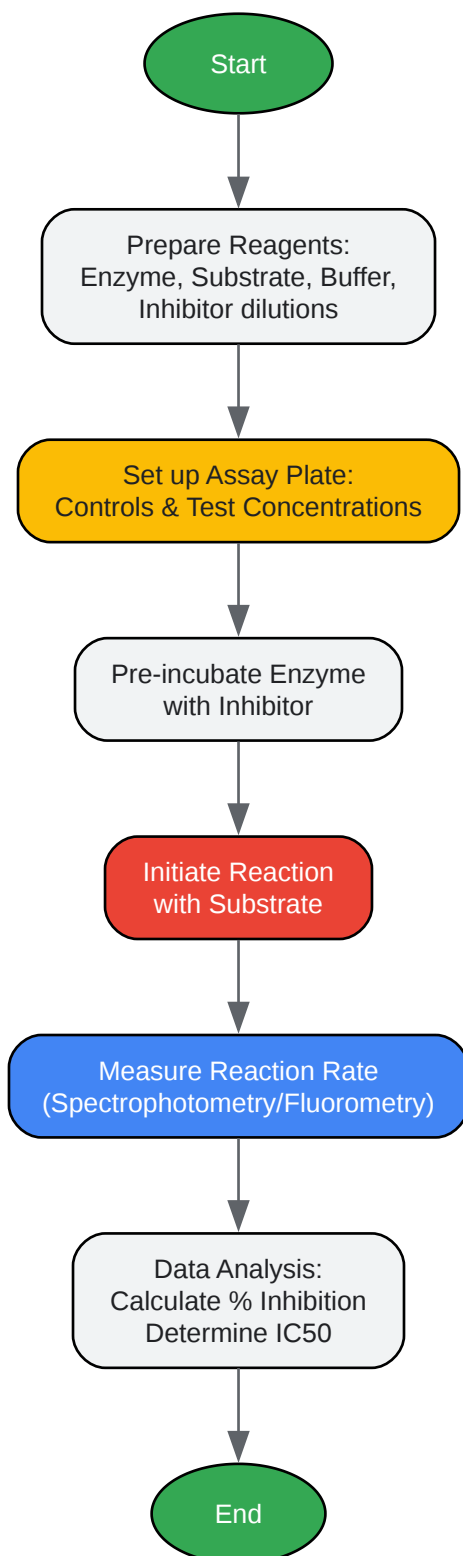 Start
Prepare Reagents:
Enzyme, Substrate, Buffer,
Inhibitor dilutions
Set up Assay Plate:
Controls & Test Concentrations
Pre-incubate Enzyme
with Inhibitor
Initiate Reaction
with Substrate
Measure Reaction Rate
(Spectrophotometry/Fluorometry)
Data Analysis:
Calculate % Inhibition
Determine IC50
End